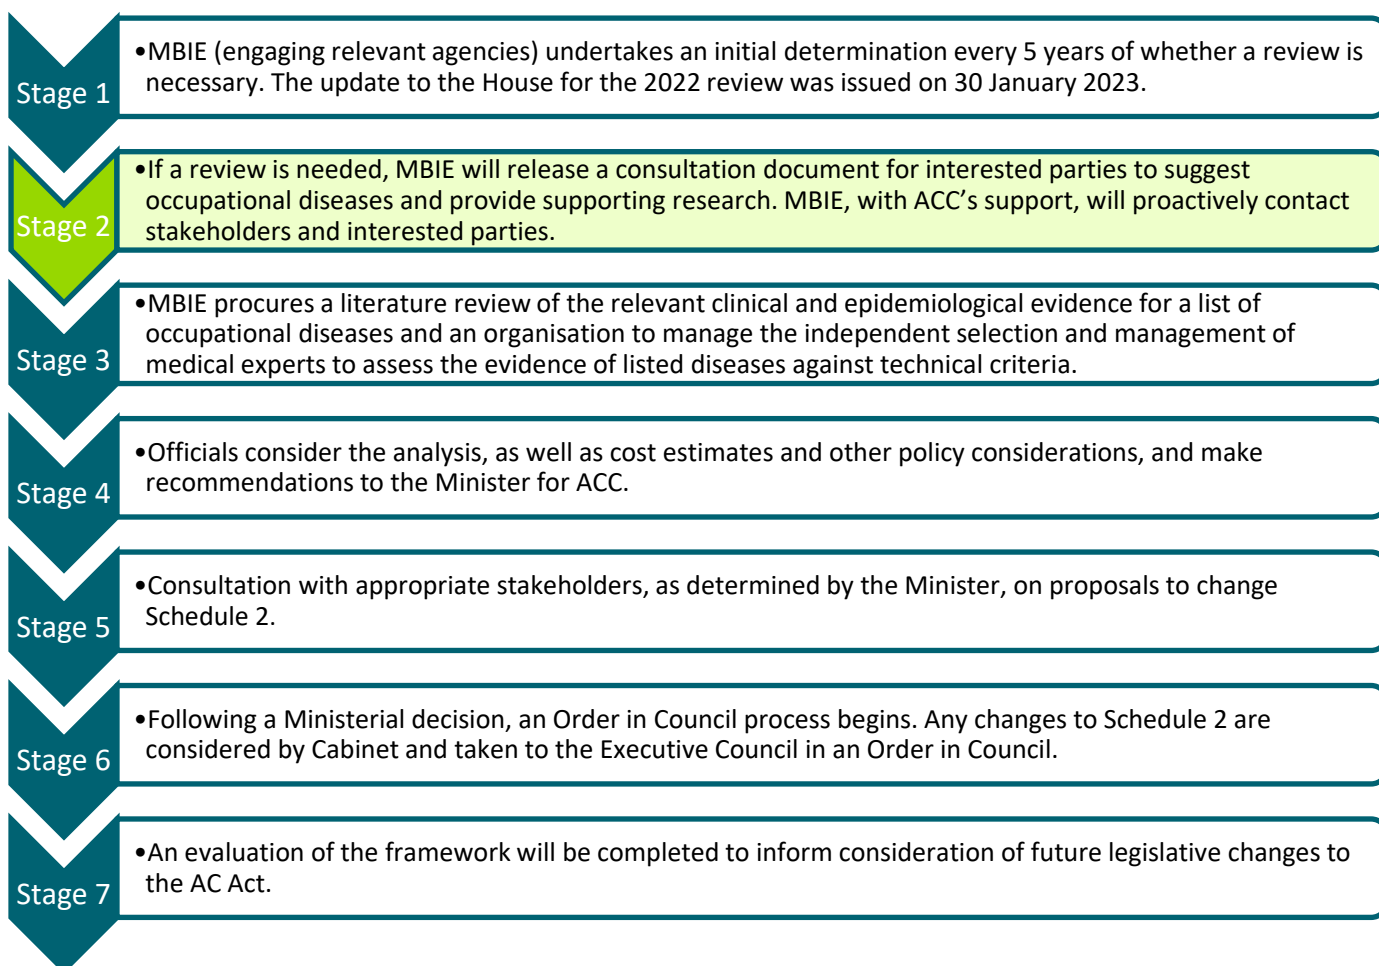 Stage 1
•MBIE (engaging relevant agencies) undertakes an initial determination every 5 years of whether a review is
necessary. The update to the House for the 2022 review was issued on 30 January 2023.
Stage 2
•If a review is needed, MBIE will release a consultation document for interested parties to suggest
occupational diseases and provide supporting research. MBIE, with ACC’s support, will proactively contact
stakeholders and interested parties.
Stage 3
•MBIE procures a literature review of the relevant clinical and epidemiological evidence for a list of
occupational diseases and an organisation to manage the independent selection and management of
medical experts to assess the evidence of listed diseases against technical criteria.
Stage 4
•Officials consider the analysis, as well as cost estimates and other policy considerations, and make
recommendations to the Minister for ACC.
Stage 5
•Consultation with appropriate stakeholders, as determined by the Minister, on proposals to change
Schedule 2.
Stage 6
•Following a Ministerial decision, an Order in Council process begins. Any changes to Schedule 2 are
considered by Cabinet and taken to the Executive Council in an Order in Council.
Stage 7
•An evaluation of the framework will be completed to inform consideration of future legislative changes to
the AC Act.